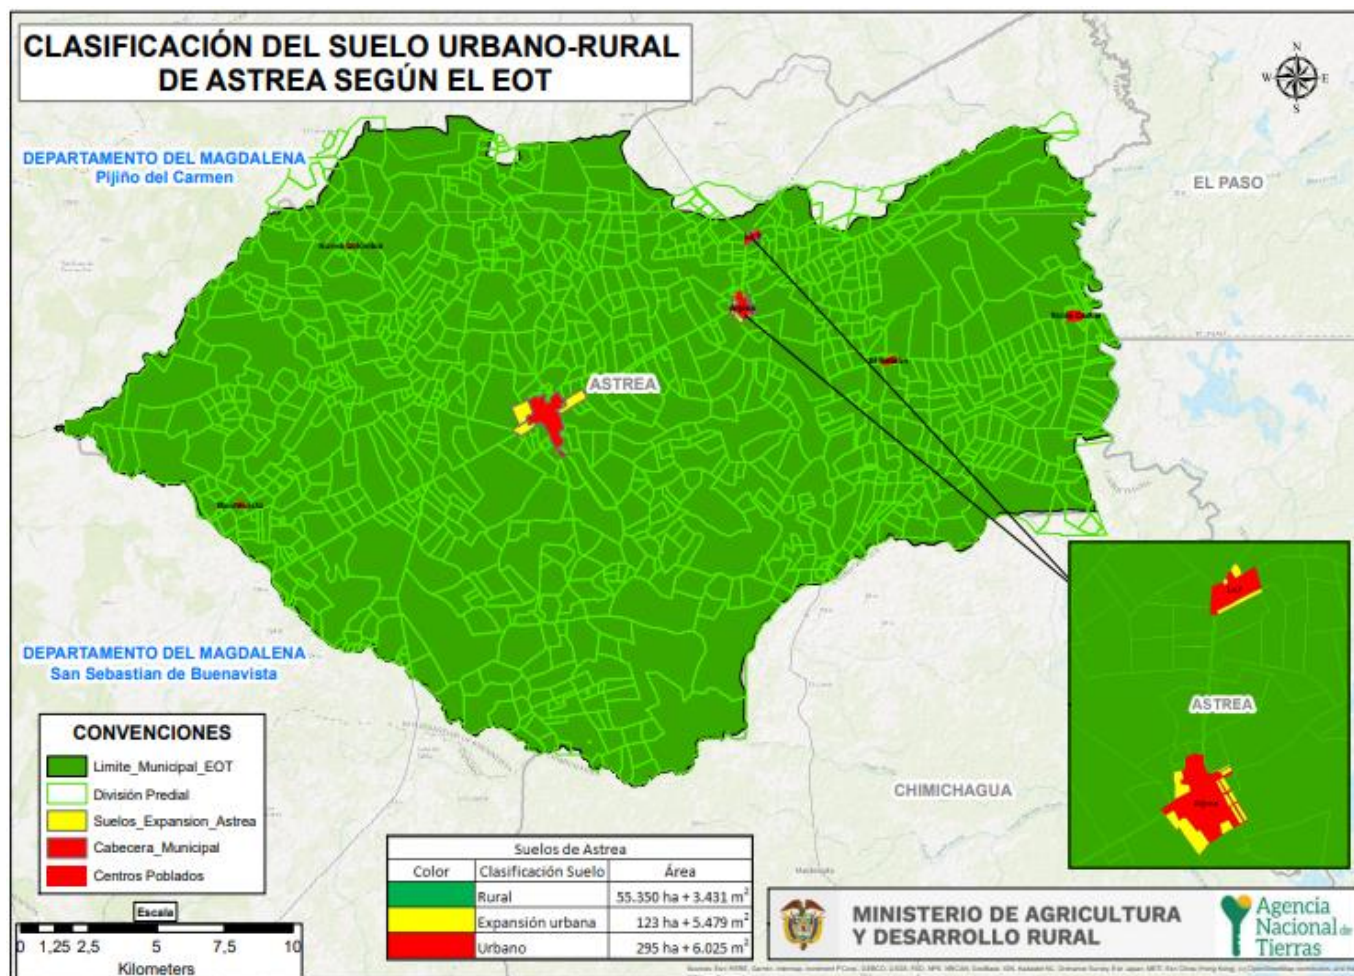 CLASIFICACIÓN DEL SUELO URBANO-RURAL
DE ASTREA SEGÚN EL EOT
N
W
E
S
DEPARTAMENTO DEL MAGDALENA
Pijiño del Carmen
EL PASO
ASTREA
DEPARTAMENTO DEL MAGDALENA
San Sebastian de Buenavista
ASTREA
CHIMICHAGUA
CONVENCIONES
Limite_Municipal_EOT
División Predial
Suelos_Expansion_Astrea
Cabecera_Municipal
Centros Poblados
Escala
0 1,25 2,5 5 7,5 10
Kilometers
Suelos de Astrea
Color Clasificación Suelo Área
Rural 55.350 ha + 3.431 m²
Expansión urbana 123 ha + 5.479 m²
Urbano 295 ha + 6.025 m²
MINISTERIO DE AGRICULTURA
Y DESARROLLO RURAL
Agencia
Nacional de
Tierras